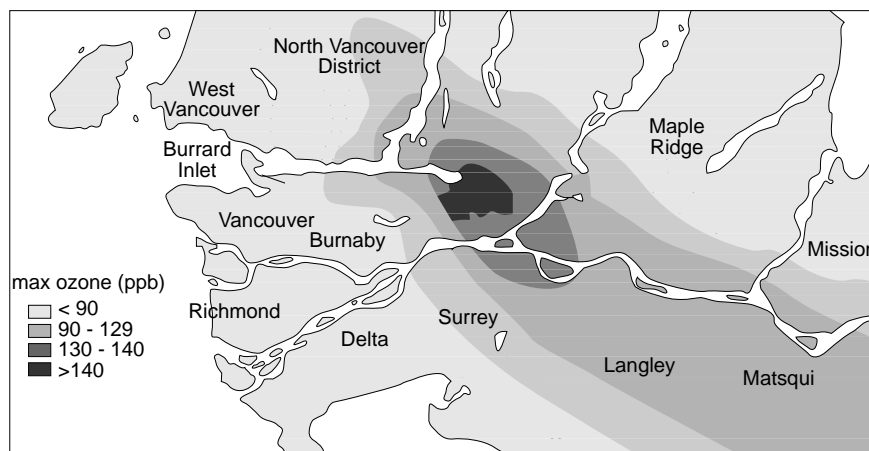 North Vancouver
District
West
Vancouver
Maple
Ridge
Burrard
Inlet
Vancouver
Burnaby
Mission
max ozone (ppb)
< 90
90 - 129
130 - 140
>140
Richmond
Surrey
Delta
Langley
Matsqui